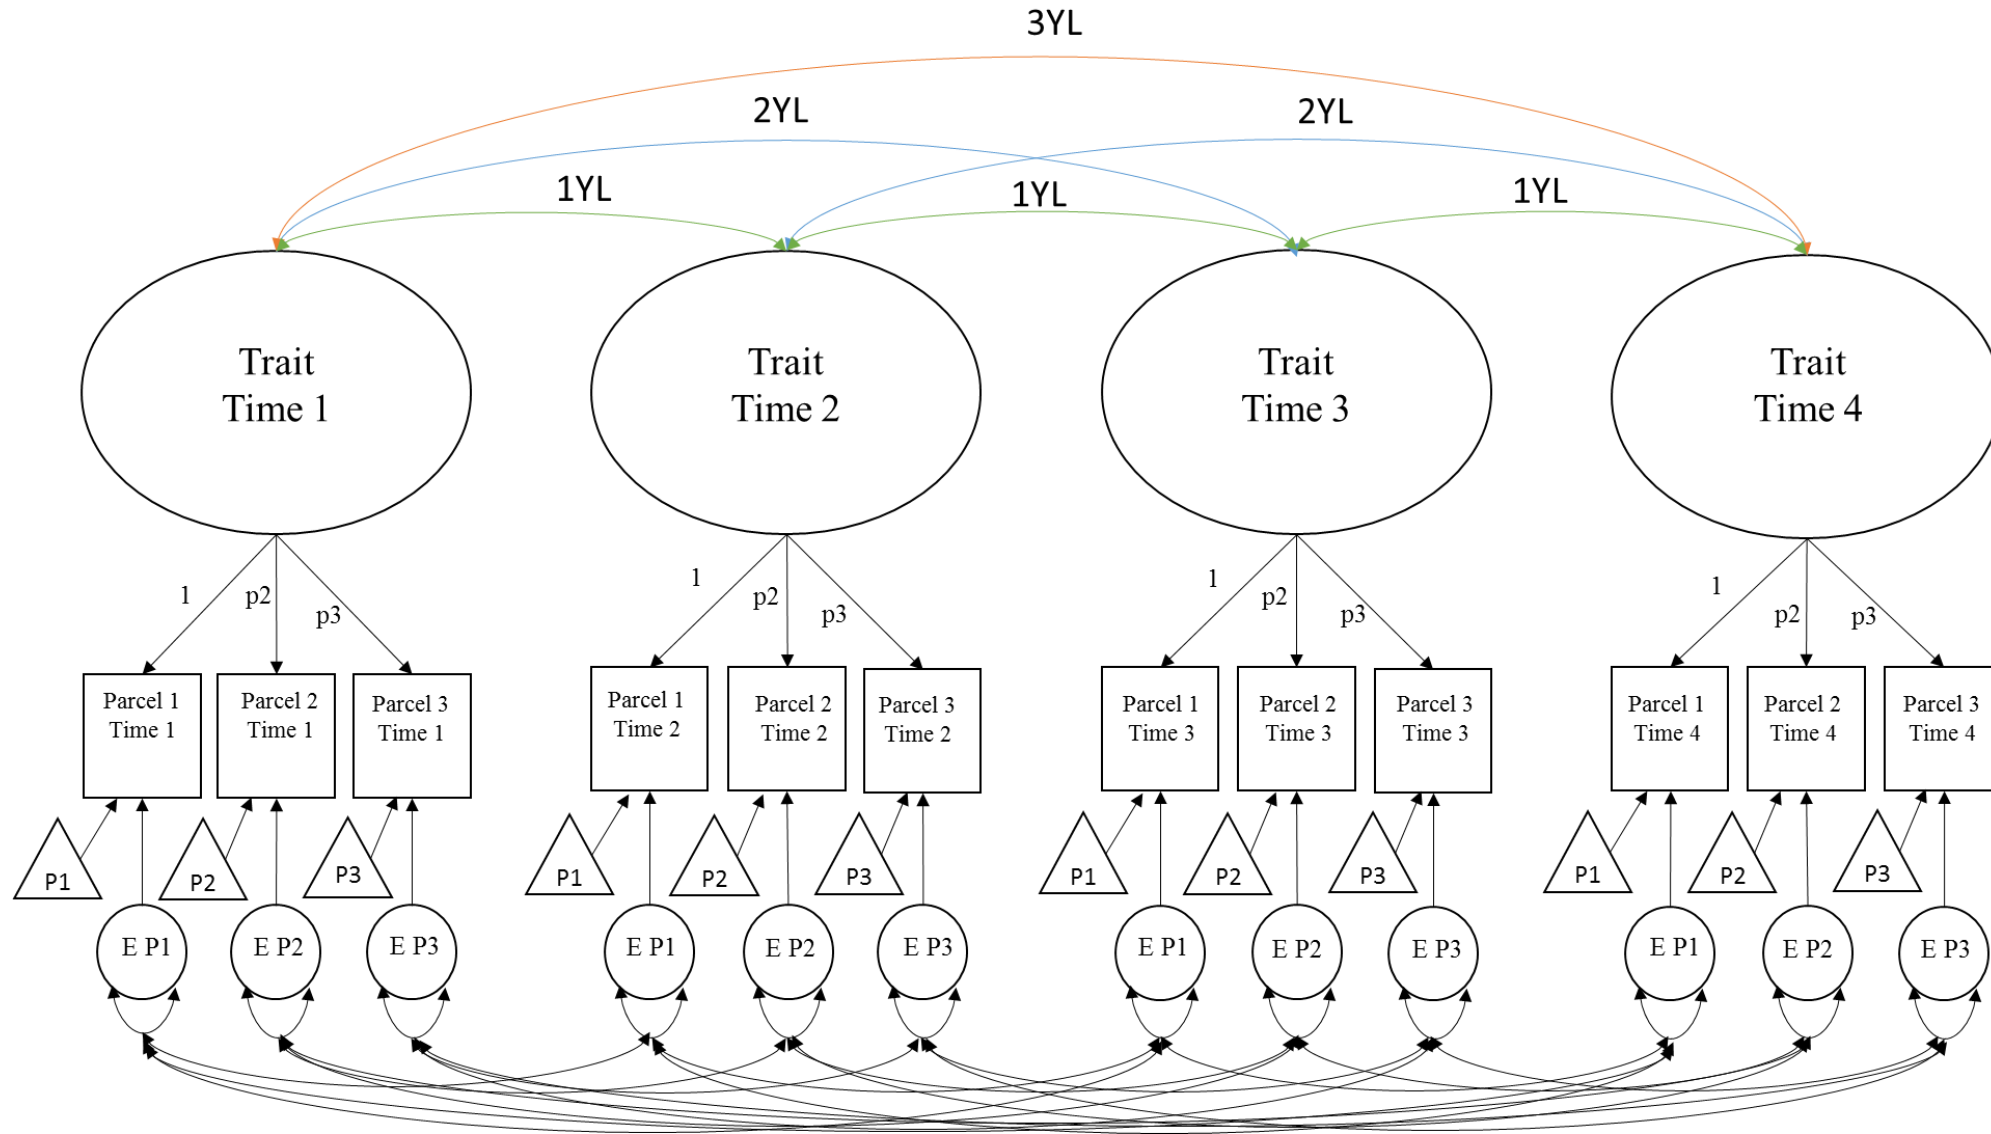 3YL
2YL
2YL
1YL
1YL
1YL
Trait
Time 1
Trait
Time 2
Trait
Time 3
Trait
Time 4
1
p2
p3
1
p2
p3
1
p2
p3
1
p2
p3
Parcel 1
Time 1
Parcel 2
Time 1
Parcel 3
Time 1
Parcel 1
Time 2
Parcel 2
Time 2
Parcel 3
Time 2
Parcel 1
Time 3
Parcel 2
Time 3
Parcel 3
Time 3
Parcel 1
Time 4
Parcel 2
Time 4
Parcel 3
Time 4
P1
P2
P3
P1
P2
P3
P1
P2
P3
P1
P2
P3
E P1
E P2
E P3
E P1
E P2
E P3
E P1
E P2
E P3
E P1
E P2
E P3